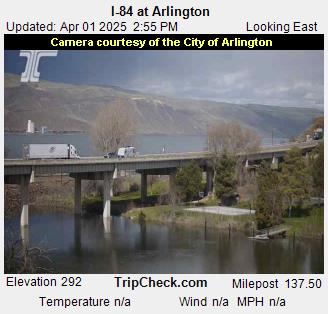 I-84 at Arlington
Updated: Apr 01 2025 2:55 PM Looking East
Camera courtesy of the City of Arlington
Elevation 292 TripCheck.com Milepost 137.50
Temperature n/a Wind n/a MPH n/a